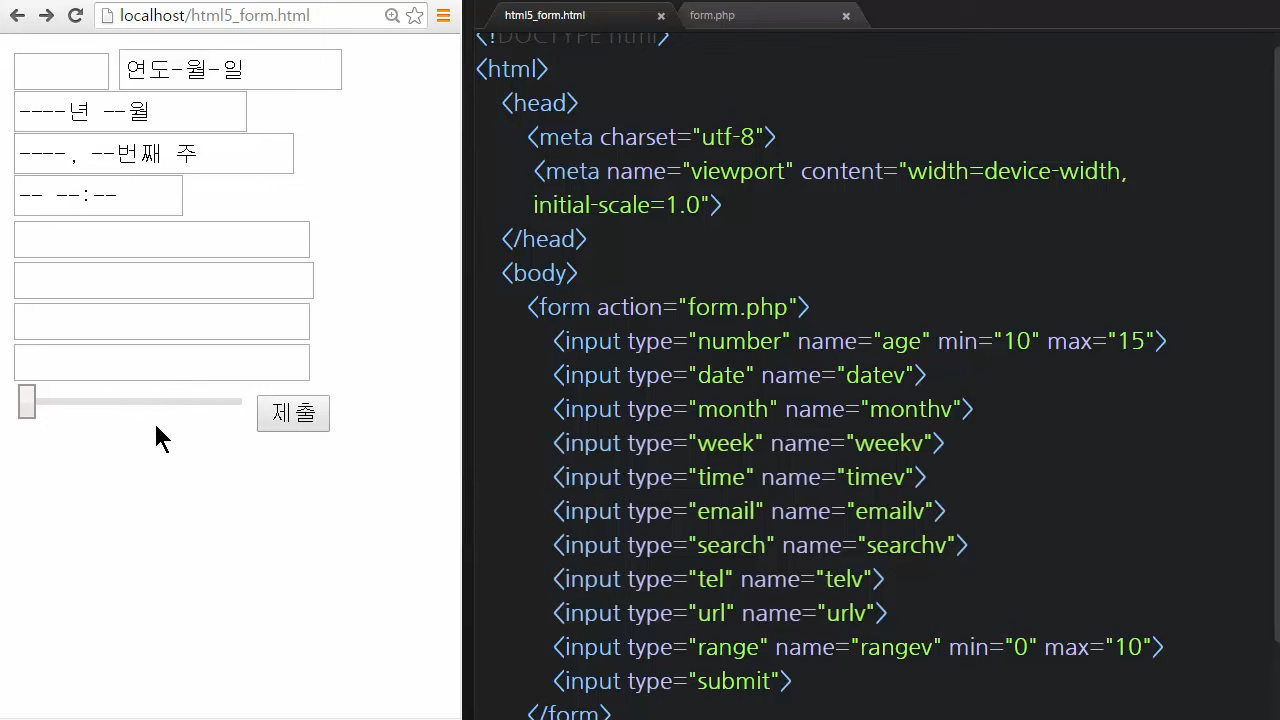 localhost/html5_form.html
연도-월-일
----년 --월
----, --번째 주
-- --:--
제출
html5_form.html
form.php
<!DOCTYPE html>
<html>
<head>
<meta charset="utf-8">
<meta name="viewport" content="width=device-width,
initial-scale=1.0">
</head>
<body>
<form action="form.php">
<input type="number" name="age" min="10" max="15">
<input type="date" name="datev">
<input type="month" name="monthv">
<input type="week" name="weekv">
<input type="time" name="timev">
<input type="email" name="emailv">
<input type="search" name="searchv">
<input type="tel" name="telv">
<input type="url" name="urlv">
<input type="range" name="rangev" min="0" max="10">
<input type="submit">
</form>